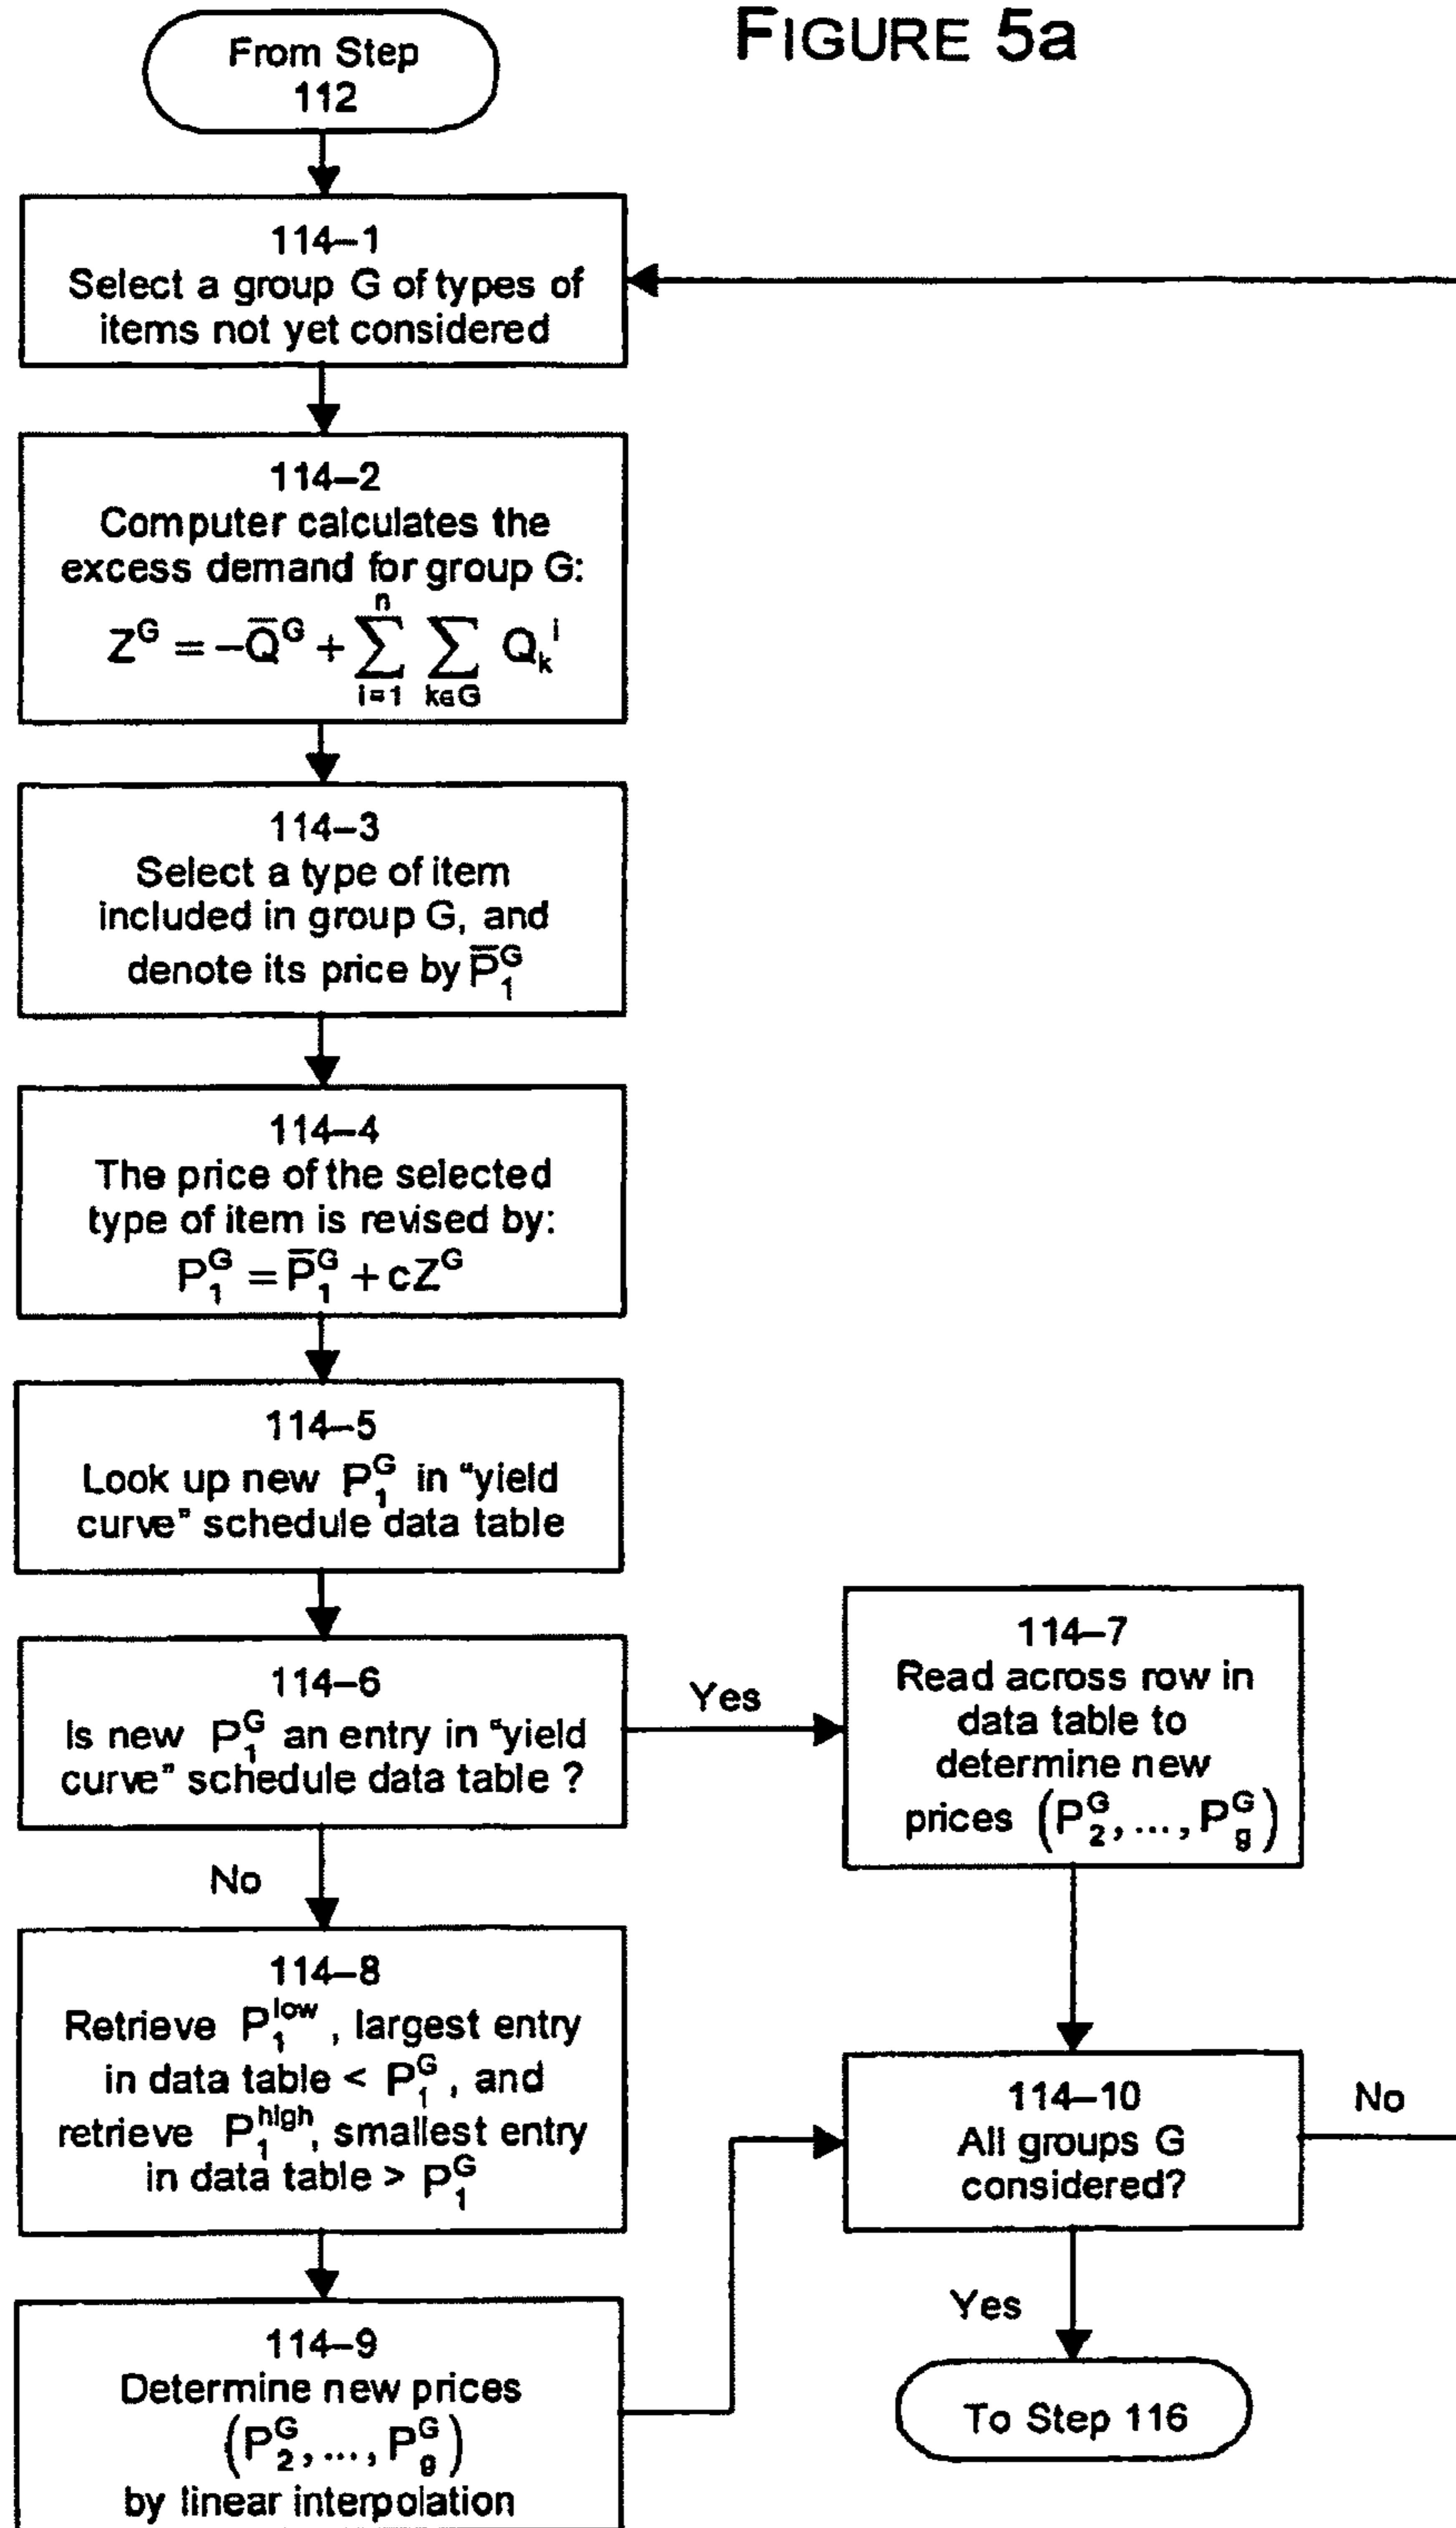 FIGURE 5a
From Step
112
114–1
Select a group G of types of
items not yet considered
114–2
Computer calculates the
excess demand for group G:
Z^G = –Q̅^G + ∑_{i=1}^{n} ∑_{k∈G} Q_k^i
114–3
Select a type of item
included in group G, and
denote its price by P̅_1^G
114–4
The price of the selected
type of item is revised by:
P_1^G = P̅_1^G + cZ^G
114–5
Look up new P_1^G in "yield
curve" schedule data table
114–6
Is new P_1^G an entry in "yield
curve" schedule data table ?
Yes
No
114–7
Read across row in
data table to
determine new
prices (P_2^G, ..., P_g^G)
114–8
Retrieve P_1^low, largest entry
in data table < P_1^G, and
retrieve P_1^high, smallest entry
in data table > P_1^G
114–9
Determine new prices
(P_2^G, ..., P_g^G)
by linear interpolation
114–10
All groups G
considered?
No
Yes
To Step 116